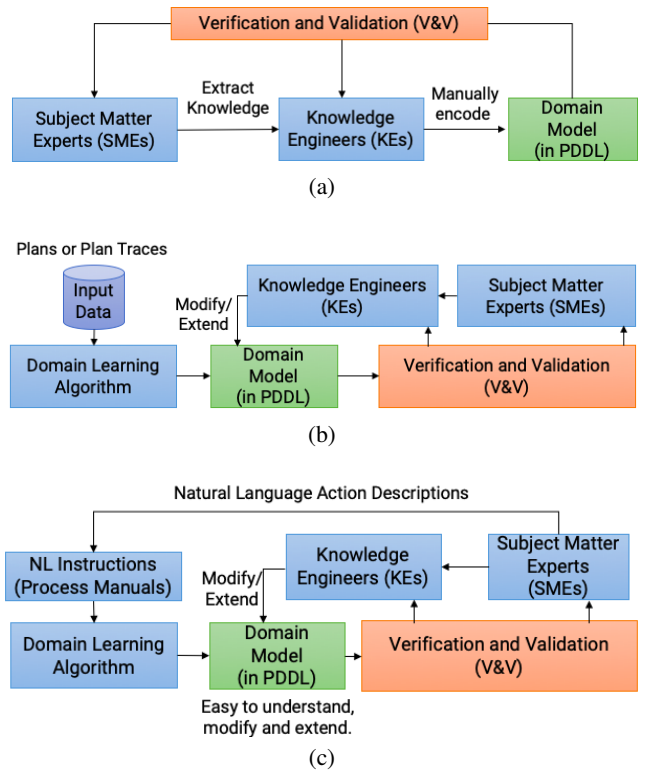 Verification and Validation (V&V)
Extract
Knowledge
Manually
encode
Subject Matter
Experts (SMEs)
Knowledge
Engineers (KEs)
Domain
Model
(in PDDL)
(a)
Plans or Plan Traces
Input
Data
Modify/
Extend
Knowledge Engineers
(KEs)
Subject Matter
Experts (SMEs)
Domain Learning
Algorithm
Domain
Model
(in PDDL)
Verification and Validation
(V&V)
(b)
Natural Language Action Descriptions
NL Instructions
(Process Manuals)
Modify/
Extend
Knowledge
Engineers (KEs)
Subject Matter
Experts
(SMEs)
Domain Learning
Algorithm
Domain
Model
(in PDDL)
Verification and Validation
(V&V)
Easy to understand,
modify and extend.
(c)